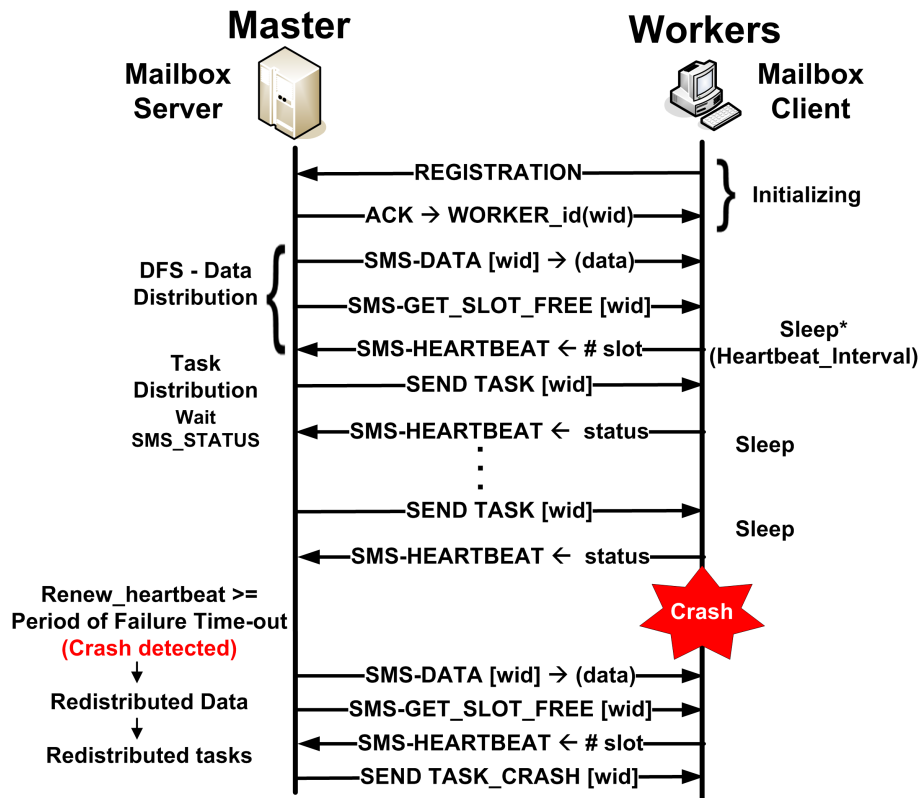 Master
Workers
Mailbox
Server
Mailbox
Client
REGISTRATION
Initializing
ACK → WORKER_id(wid)
SMS-DATA [wid] → (data)
DFS - Data
Distribution
SMS-GET_SLOT_FREE [wid]
SMS-HEARTBEAT ← # slot
Sleep*
(Heartbeat_Interval)
Task
Distribution
Wait
SMS_STATUS
SEND TASK [wid]
SMS-HEARTBEAT ← status
Sleep
SEND TASK [wid]
Sleep
SMS-HEARTBEAT ← status
Renew_heartbeat >=
Period of Failure Time-out
(Crash detected)
Crash
SMS-DATA [wid] → (data)
Redistributed Data
SMS-GET_SLOT_FREE [wid]
SMS-HEARTBEAT ← # slot
Redistributed tasks
SEND TASK_CRASH [wid]